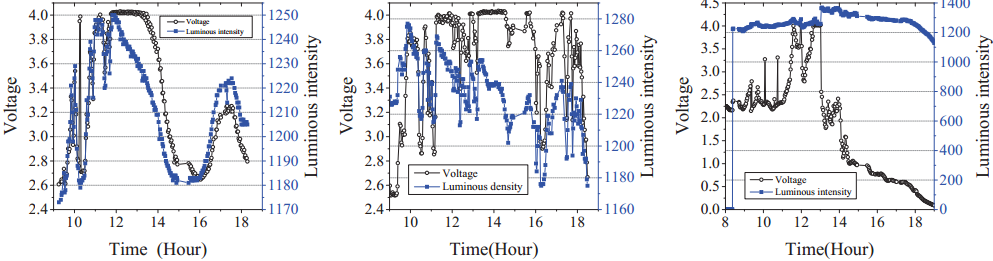 4.0
3.8
3.6
3.4
3.2
3.0
2.8
2.6
2.4
Voltage
10 12 14 16 18
Time (Hour)
1250
1240
1230
1220
1210
1200
1190
1180
1170
Luminous intensity
Voltage
Luminous intensity
4.0
3.8
3.6
3.4
3.2
3.0
2.8
2.6
2.4
Voltage
10 12 14 16 18
Time(Hour)
1280
1260
1240
1220
1200
1180
1160
Luminous intensity
Voltage
Luminous density
4.5
4.0
3.5
3.0
2.5
2.0
1.5
1.0
0.5
0.0
Voltage
8 10 12 14 16 18
Time(Hour)
1400
1200
1000
800
600
400
200
0
Luminous intensity
Voltage
Luminous intensity